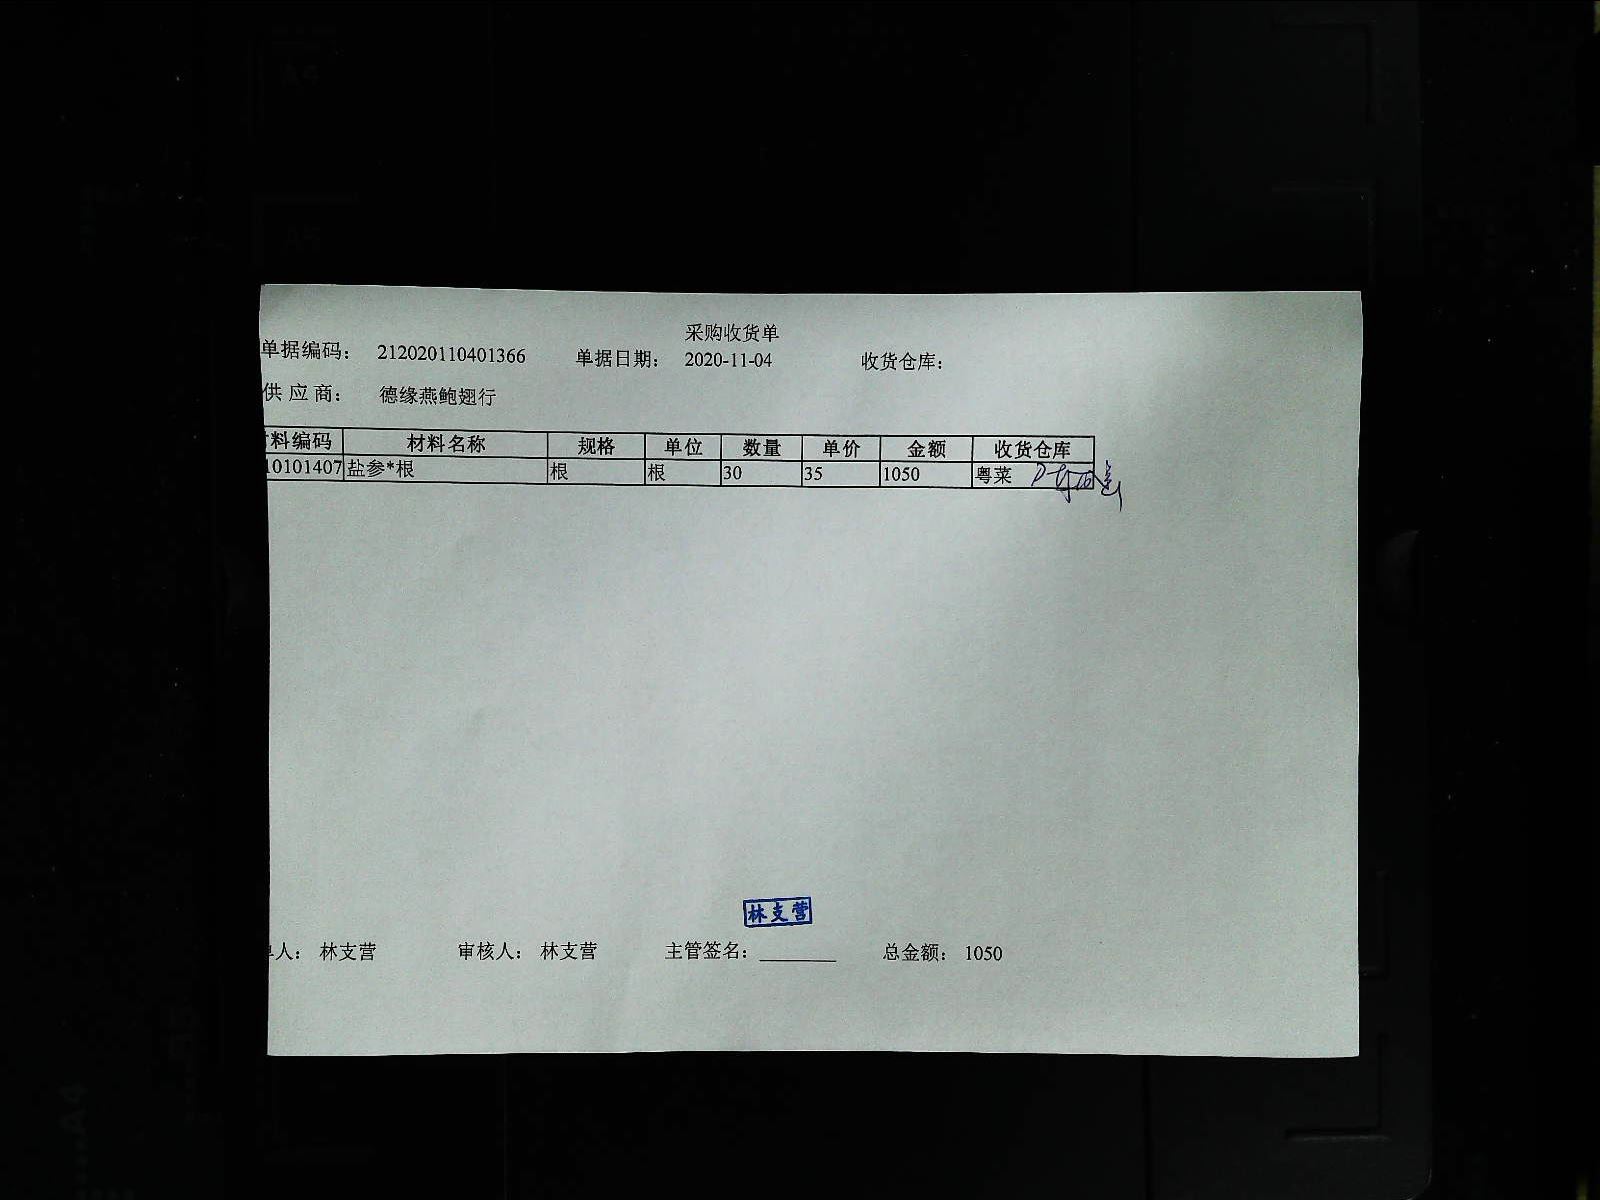 采购收货单
单据编码: 212020110401366 单据日期: 2020-11-04 收货仓库:
供应商: 德缘燕鲍翅行
料编码 材料名称 规格 单位 数量 单价 金额 收货仓库
10101407 盐参*根 根 根 30 35 1050 粤菜
林支营
人: 林支营 审核人: 林支营 主管签名: 总金额: 1050